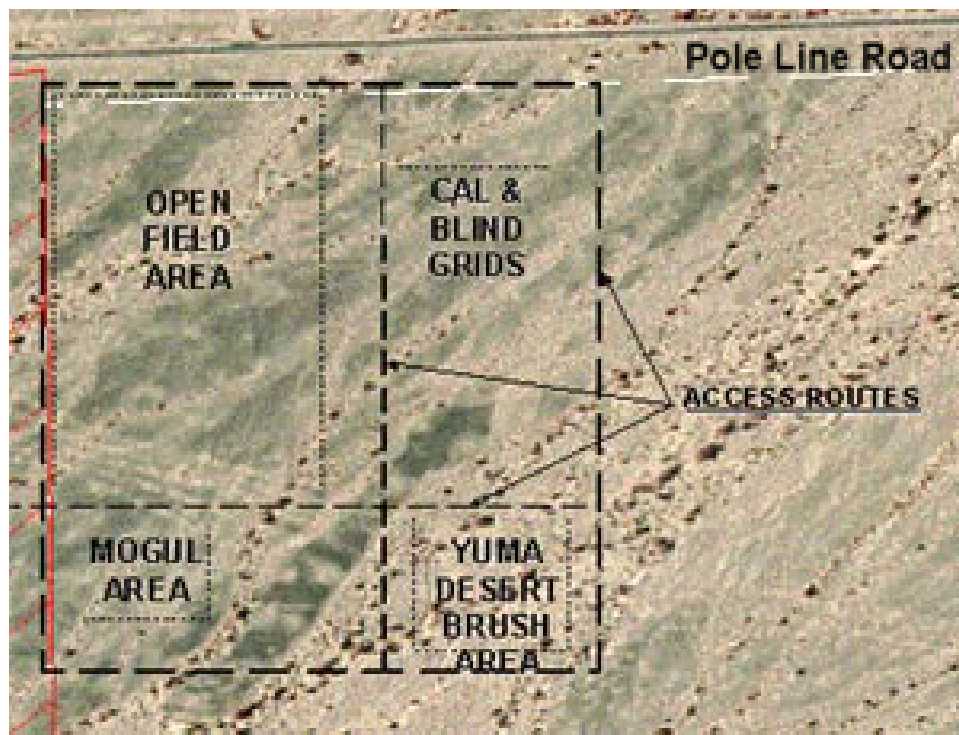 Pole Line Road
OPEN
FIELD
AREA
CAL &
BLIND
GRIDS
ACCESS ROUTES
MOGUL
AREA
YUMA
DESERT
BRUSH
AREA